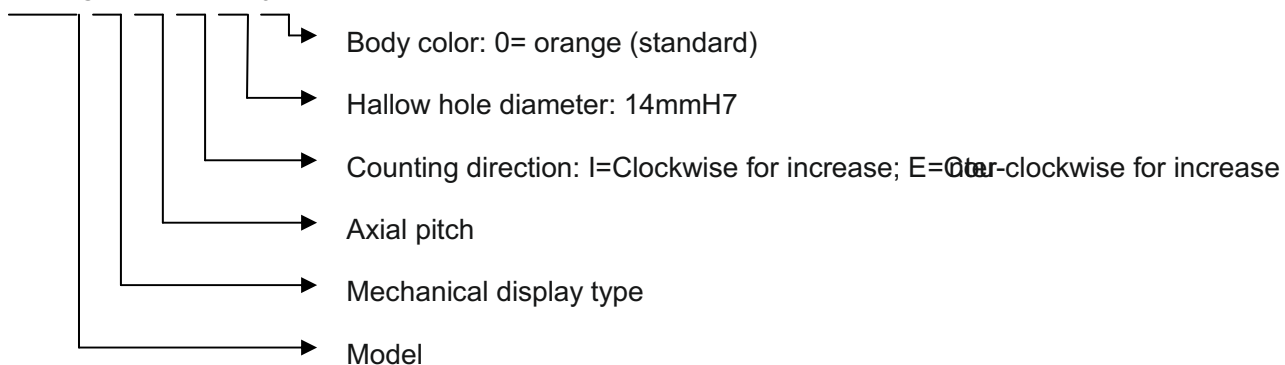 Body color: 0= orange (standard)
Hallow hole diameter: 14mmH7
Counting direction: I=Clockwise for increase; E= -clockwise for increase
Axial pitch
Mechanical display type
Model